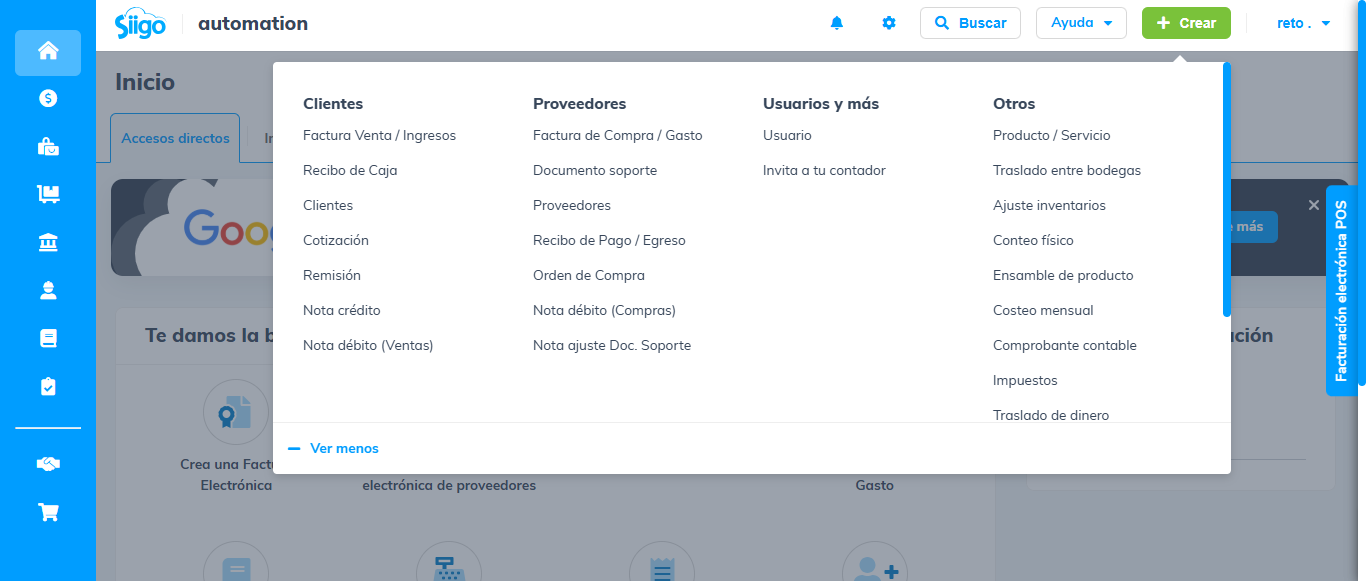 Siigo
automation
Buscar
Ayuda
Crear
reto .
Inicio
Accesos directos
Clientes
Factura Venta / Ingresos
Recibo de Caja
Clientes
Cotización
Remisión
Nota crédito
Nota débito (Ventas)
Proveedores
Factura de Compra / Gasto
Documento soporte
Proveedores
Recibo de Pago / Egreso
Orden de Compra
Nota débito (Compras)
Nota ajuste Doc. Soporte
Usuarios y más
Usuario
Invita a tu contador
Otros
Producto / Servicio
Traslado entre bodegas
Ajuste inventarios
Conteo físico
Ensamble de producto
Costeo mensual
Comprobante contable
Impuestos
Traslado de dinero
Ver menos
Goog
más
Facturación electrónica POS
Te damos la b
ción
Crea una Factu
Electrónica
electrónica de proveedores
Gasto